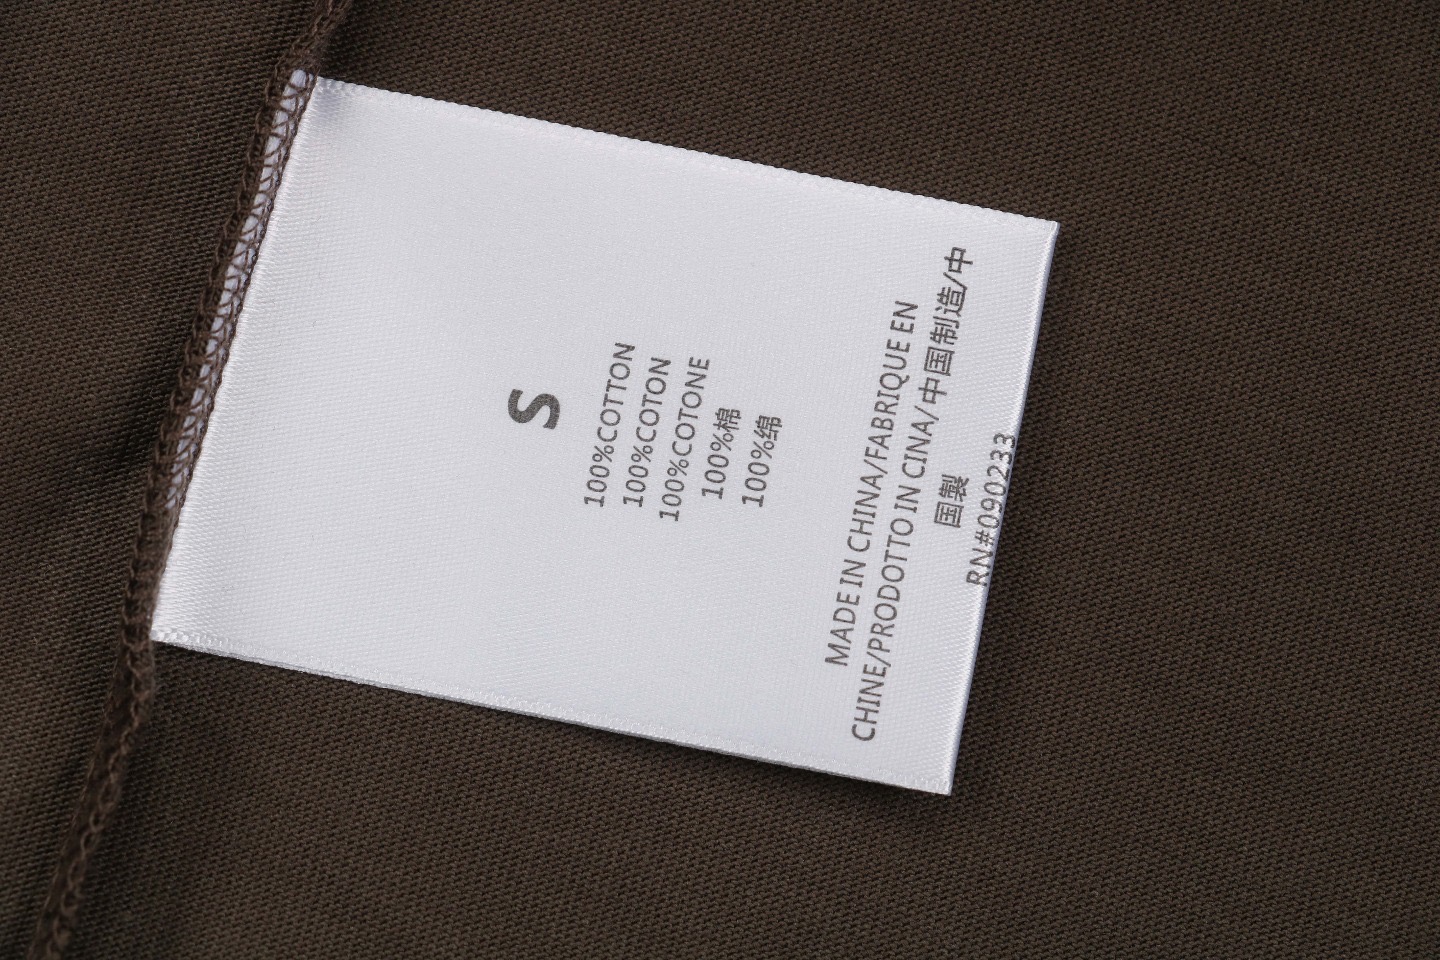 S
100%COTTON
100%COTON
100%COTONE
100%棉
100%绵
MADE IN CHINA/FABRIQUE EN
CHINE/PRODOTTO IN CINA/中国制造/中
国製
RN#090233